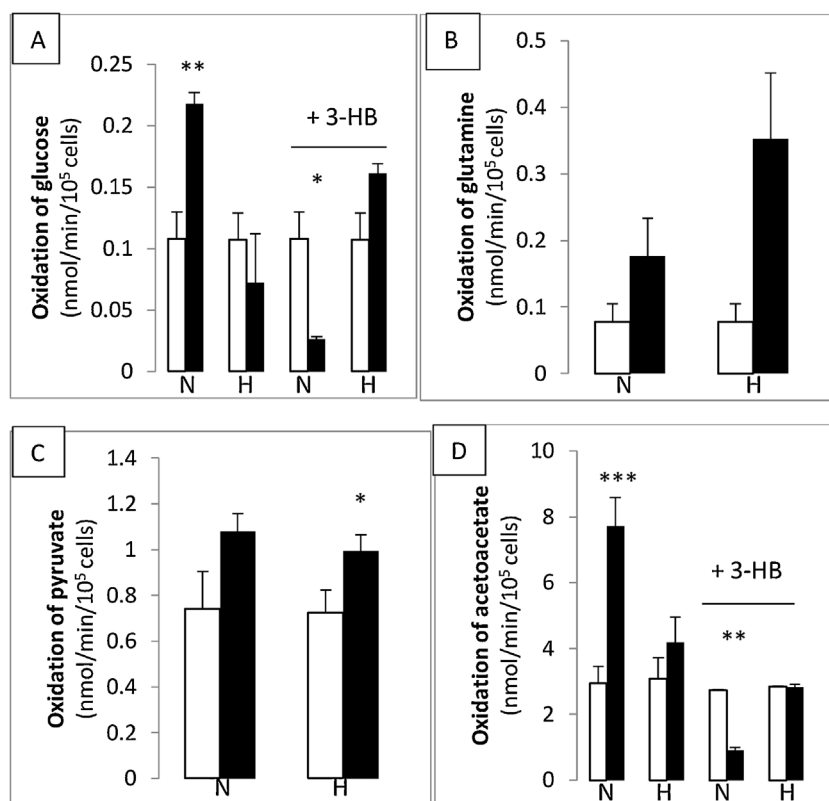 A
Oxidation of glucose
(nmol/min/10⁵ cells)
0.25
0.2
0.15
0.1
0.05
0
**
+ 3-HB
*
N H N H
B
Oxidation of glutamine
(nmol/min/10⁵ cells)
0.5
0.4
0.3
0.2
0.1
0
N H
C
Oxidation of pyruvate
(nmol/min/10⁵ cells)
1.4
1.2
1
0.8
0.6
0.4
0.2
0
*
N H
D
Oxidation of acetoacetate
(nmol/min/10⁵ cells)
10
8
6
4
2
0
***
+ 3-HB
**
N H N H